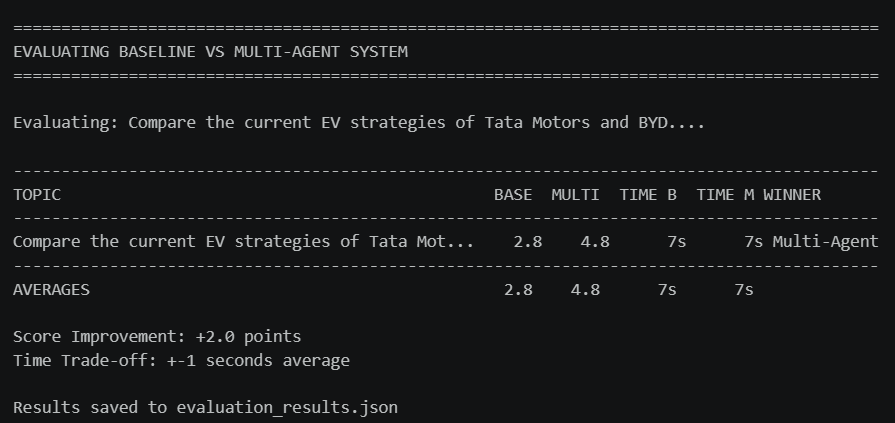 ==========================================================================================
EVALUATING BASELINE VS MULTI-AGENT SYSTEM
==========================================================================================
Evaluating: Compare the current EV strategies of Tata Motors and BYD....
------------------------------------------------------------------------------------------
TOPIC                                             BASE  MULTI  TIME B  TIME M WINNER
------------------------------------------------------------------------------------------
Compare the current EV strategies of Tata Mot...    2.8    4.8      7s      7s Multi-Agent
------------------------------------------------------------------------------------------
AVERAGES                                           2.8    4.8      7s      7s
Score Improvement: +2.0 points
Time Trade-off: +-1 seconds average
Results saved to evaluation_results.json